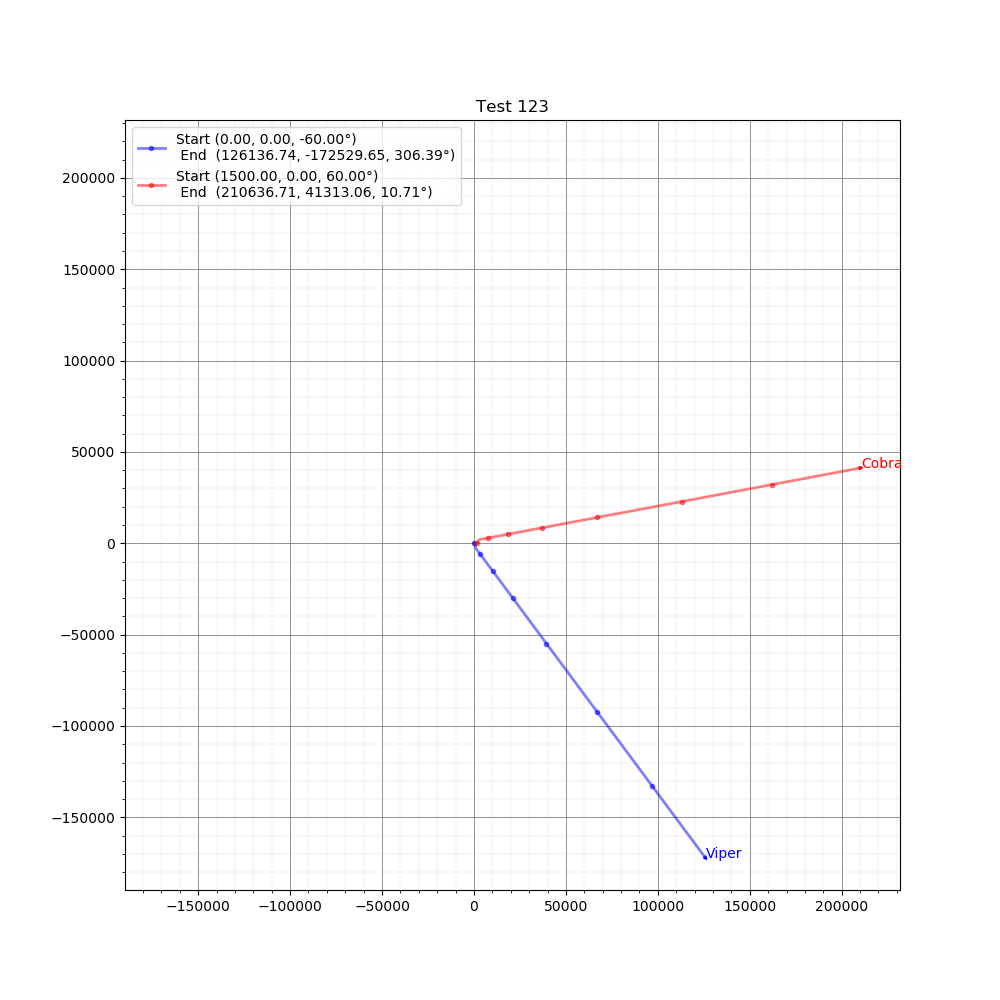 Test 123
Start (0.00, 0.00, -60.00°)
End  (126136.74, -172529.65, 306.39°)
Start (1500.00, 0.00, 60.00°)
End  (210636.71, 41313.06, 10.71°)
200000
150000
100000
50000
0
−50000
−100000
−150000
Cobra
Viper
−150000 −100000 −50000 0 50000 100000 150000 200000